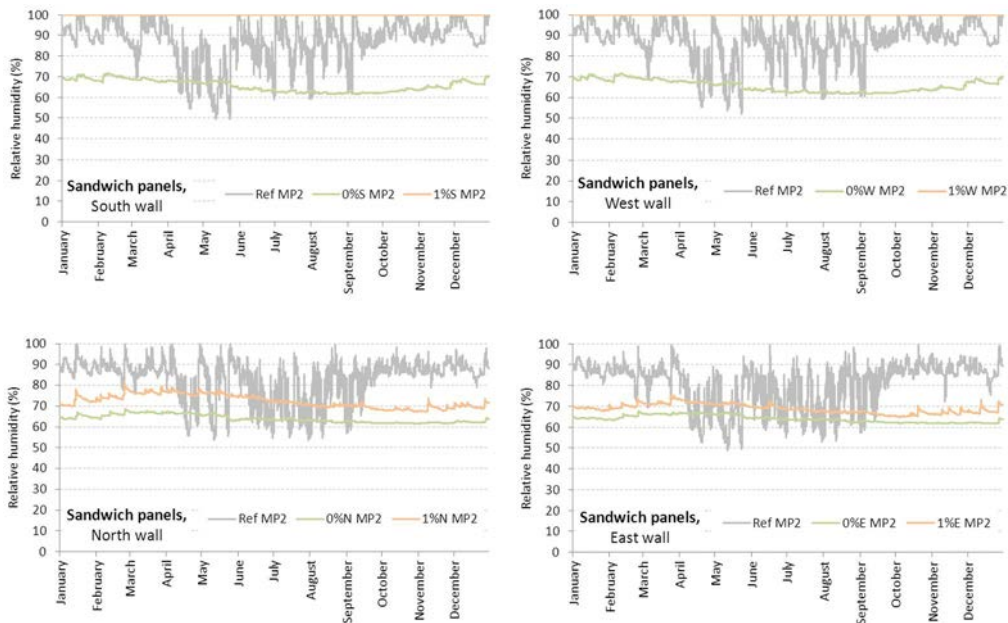 Relative humidity (%)
100
90
80
70
60
50
40
30
20
10
0
Sandwich panels,
South wall
Ref MP2 0%S MP2 1%S MP2
January February March April May June July August September October November December
Relative humidity (%)
100
90
80
70
60
50
40
30
20
10
0
Sandwich panels,
West wall
Ref MP2 0%W MP2 1%W MP2
January February March April May June July August September October November December
Relative humidity (%)
100
90
80
70
60
50
40
30
20
10
0
Sandwich panels,
North wall
Ref MP2 0%N MP2 1%N MP2
January February March April May June July August September October November December
Relative humidity (%)
100
90
80
70
60
50
40
30
20
10
0
Sandwich panels,
East wall
Ref MP2 0%E MP2 1%E MP2
January February March April May June July August September October November December